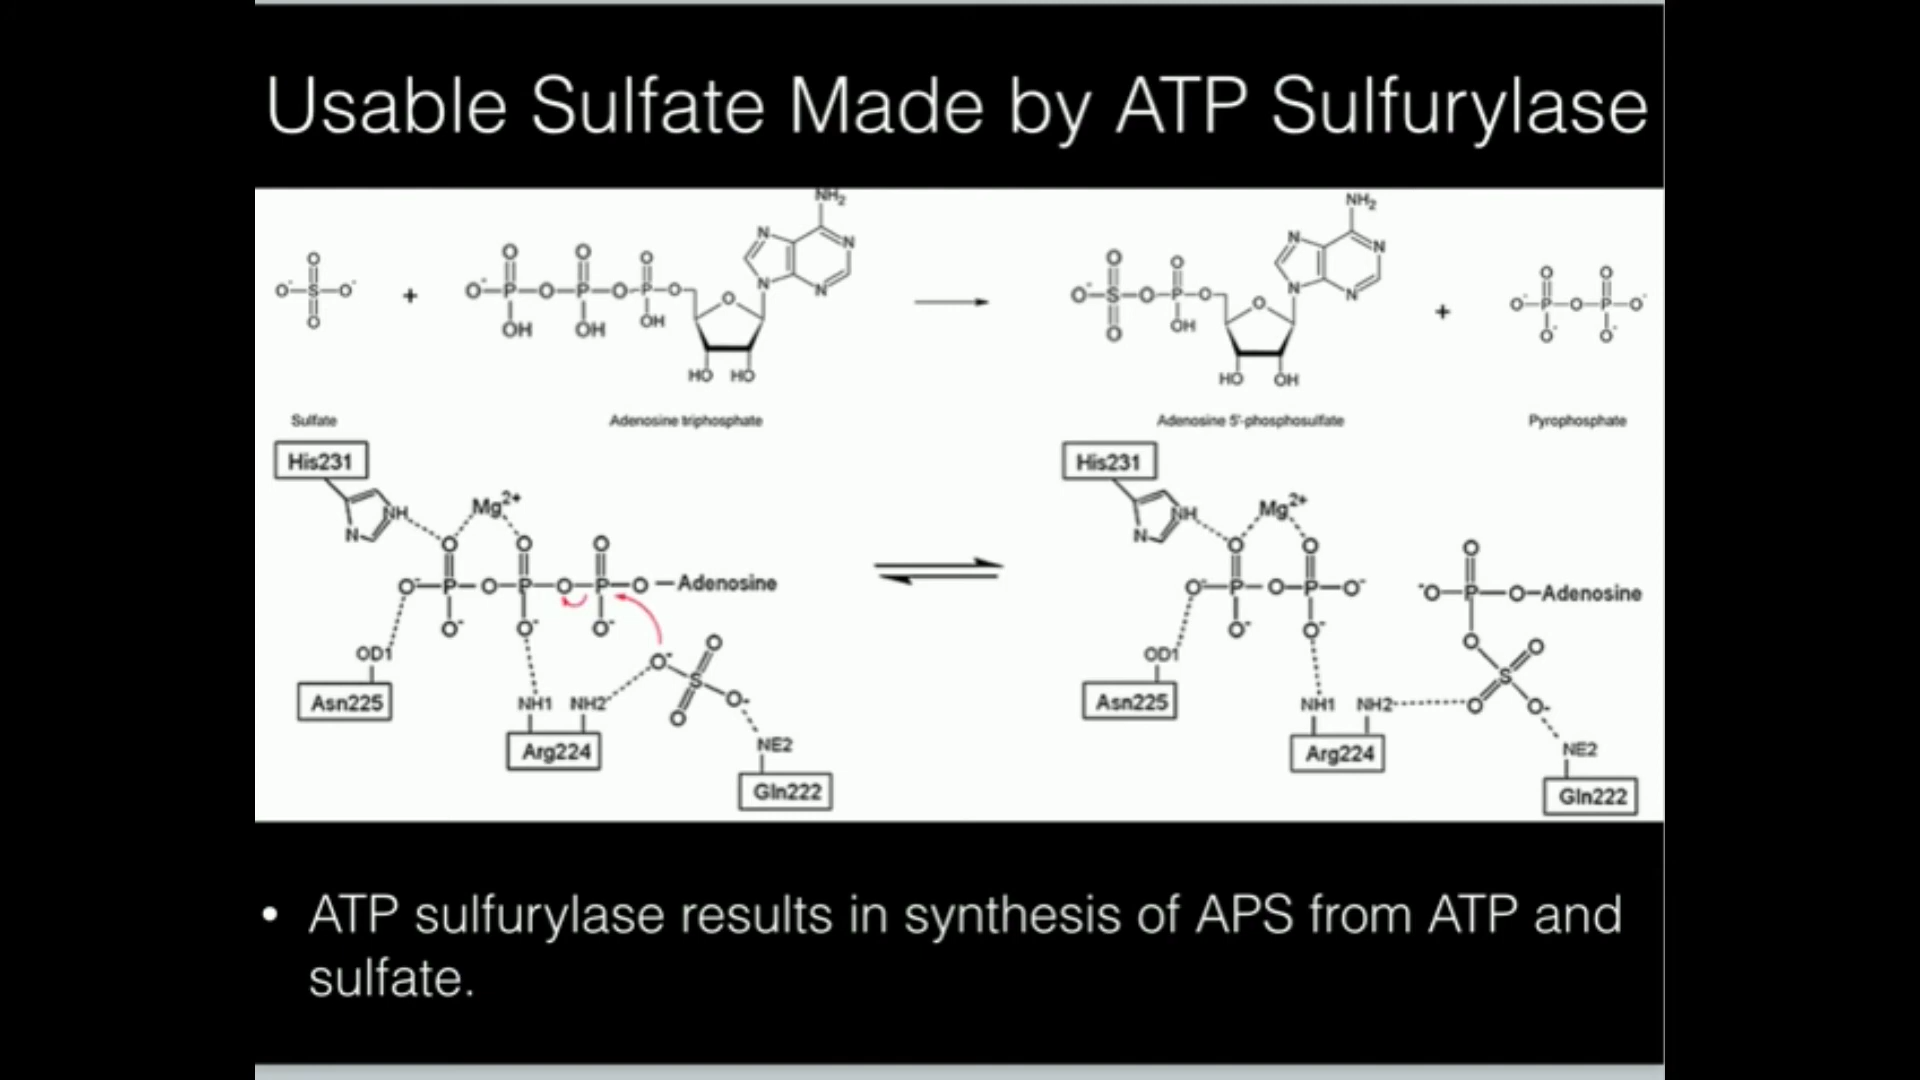 Usable Sulfate Made by ATP Sulfurylase
NH₂ NH₂
O O O O N N O O N N O O
O⁻ S O⁻ + O⁻ P O P O P O O N N O⁻ S O P O O N N + O⁻ P O P O⁻
O OH OH OH O OH O⁻ O⁻
HO HO HO OH
Sulfate Adenosine triphosphate Adenosine 5'-phosphosulfate Pyrophosphate
His231 His231
Mg²⁺ Mg²⁺
NH NH
N N
O O O O O O
O⁻ P O P O P O Adenosine O⁻ P O P O⁻ ⁻O P O Adenosine
O⁻ O⁻ O⁻ O⁻ O⁻ O
OD1 O⁻ O OD1 O
S S
Asn225 NH1 NH2 O O- Asn225 NH1 NH2 O O-
Arg224 NE2 Arg224 NE2
Gln222 Gln222
• ATP sulfurylase results in synthesis of APS from ATP and
sulfate.